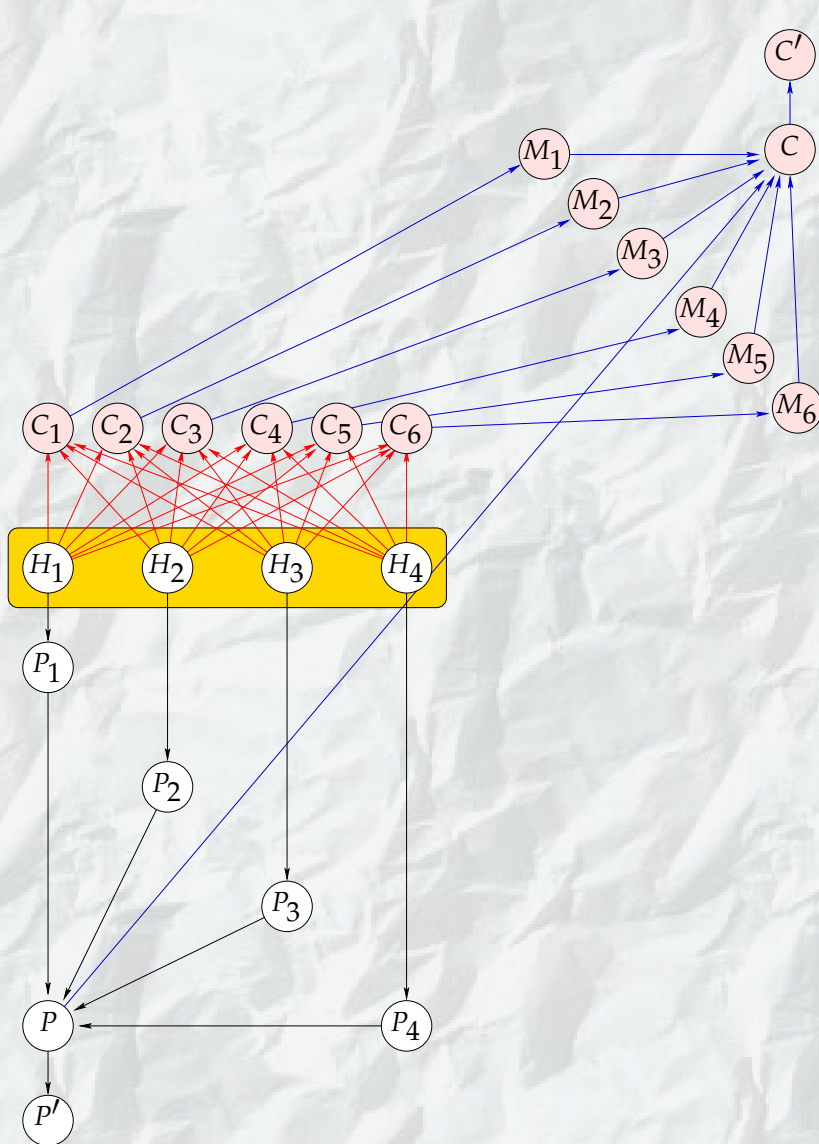 C′
C
M₁
M₂
M₃
M₄
M₅
M₆
C₁ C₂ C₃ C₄ C₅ C₆
H₁ H₂ H₃ H₄
P₁
P₂
P₃
P P₄
P′